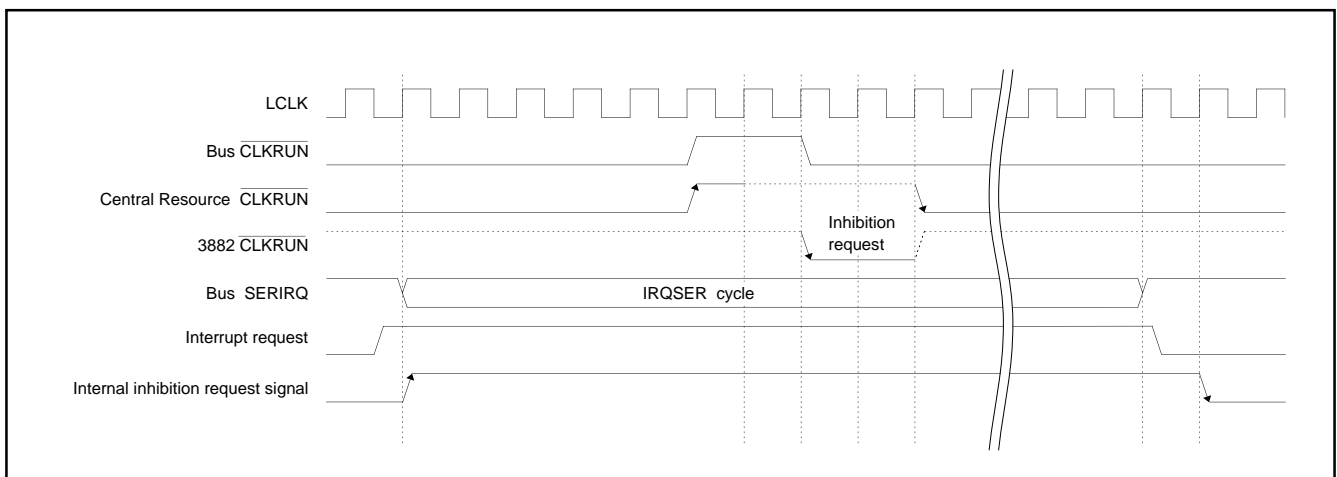 LCLK
Bus CLKRUN
Central Resource CLKRUN
3882 CLKRUN
Inhibition
request
Bus SERIRQ
IRQSER cycle
Interrupt request
Internal inhibition request signal